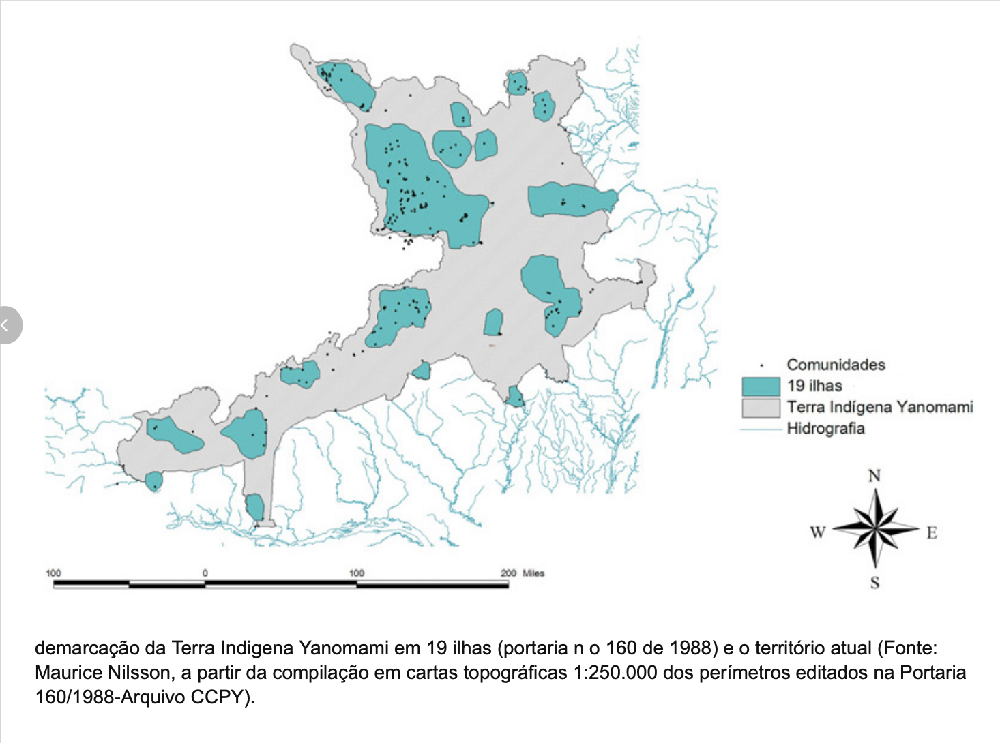 Comunidades
19 ilhas
Terra Indígena Yanomami
Hidrografia
N
W E
S
100 0 100 200 Miles
demarcação da Terra Indigena Yanomami em 19 ilhas (portaria n o 160 de 1988) e o território atual (Fonte:
Maurice Nilsson, a partir da compilação em cartas topográficas 1:250.000 dos perímetros editados na Portaria
160/1988-Arquivo CCPY).